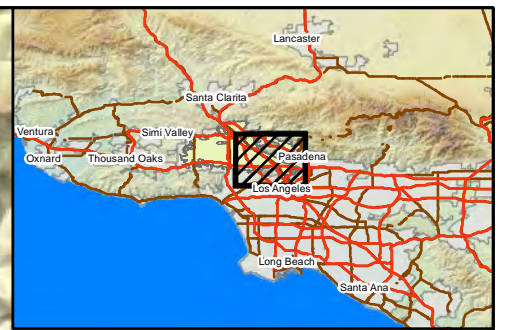 Lancaster
Santa Clarita
Ventura
Simi Valley
Oxnard
Thousand Oaks
Pasadena
Los Angeles
Long Beach
Santa Ana